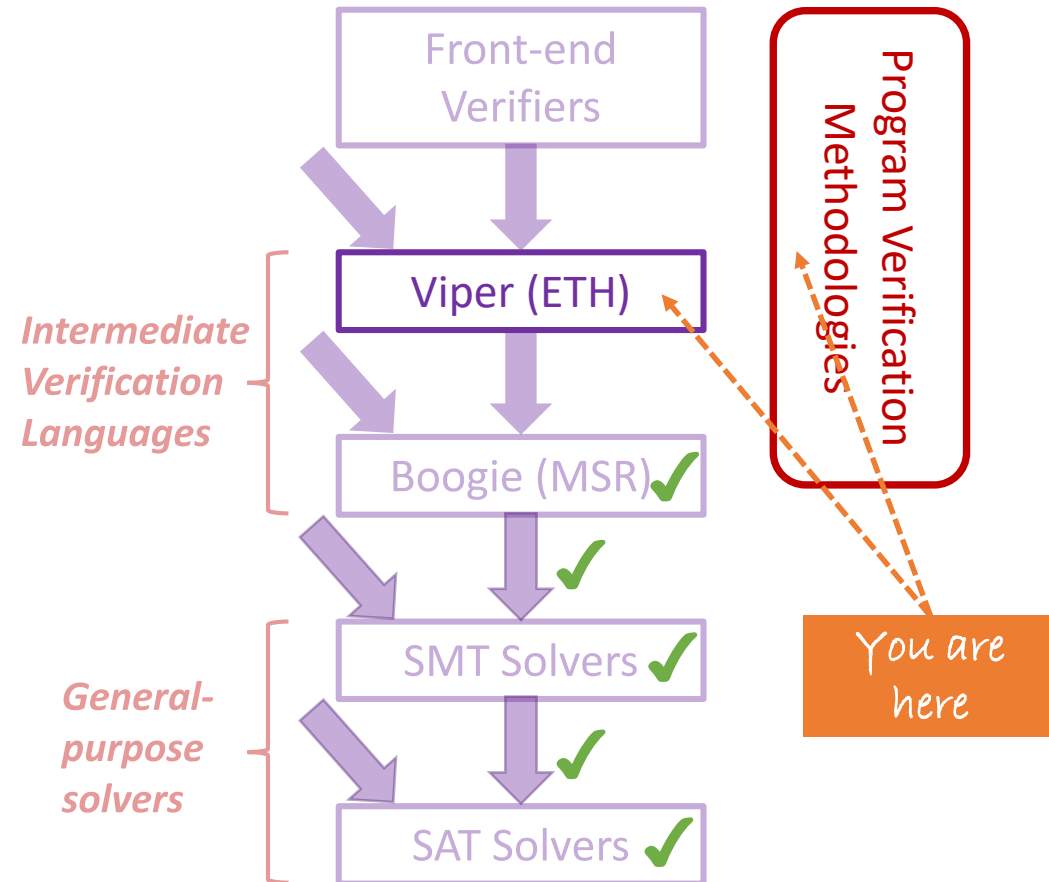 Front-end
Verifiers
Program Verification
Methodologies
Viper (ETH)
Intermediate
Verification
Languages
Boogie (MSR)
SMT Solvers
You are
here
General-
purpose
solvers
SAT Solvers